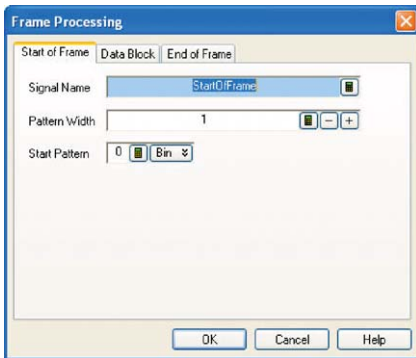 Frame Processing
Start of Frame Data Block End of Frame
Signal Name StartOfFrame
Pattern Width 1 - +
Start Pattern 0 Bin
OK Cancel Help